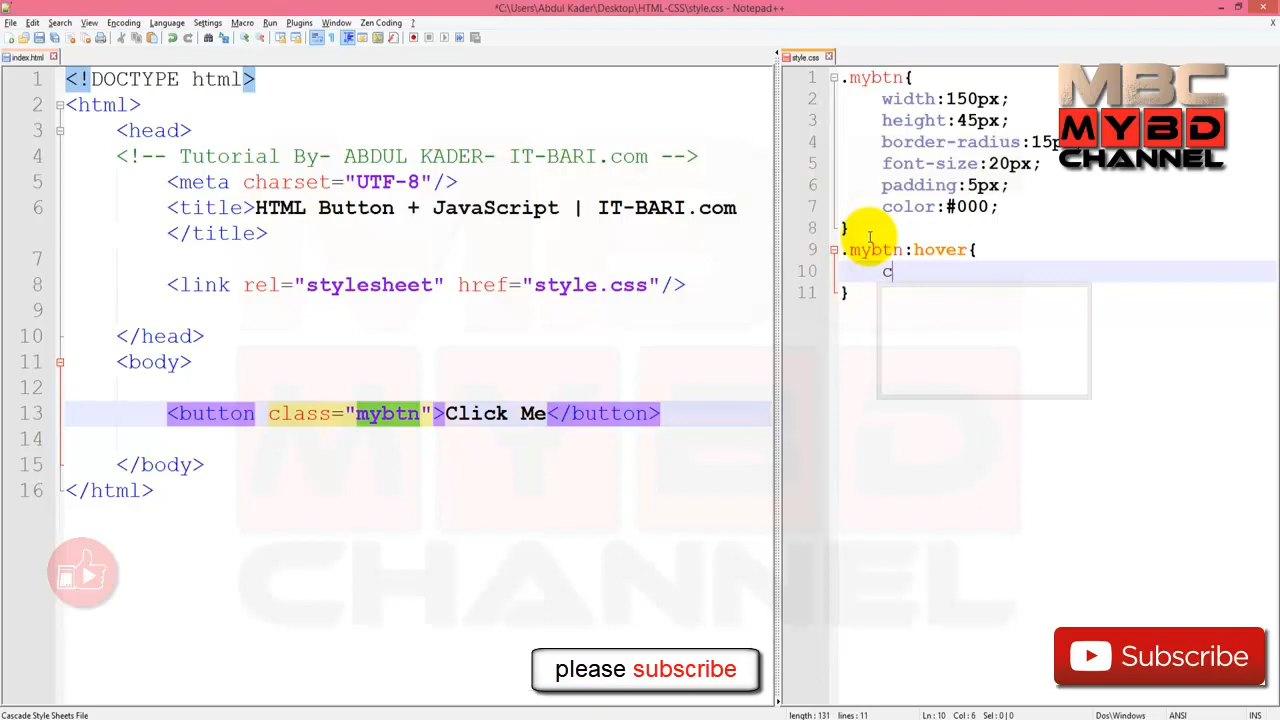 *C:\Users\Abdul Kader\Desktop\HTML-CSS\style.css - Notepad++
File Edit Search View Encoding Language Settings Macro Run Plugins Window Zen Coding ? X
index.html
1 <!DOCTYPE html>
2 <html>
3 <head>
4 <!-- Tutorial By- ABDUL KADER- IT-BARI.com -->
5 <meta charset="UTF-8"/>
6 <title>HTML Button + JavaScript | IT-BARI.com
</title>
7
8 <link rel="stylesheet" href="style.css"/>
9
10 </head>
11 <body>
12
13 <button class="mybtn">Click Me</button>
14
15 </body>
16 </html>
style.css
1 .mybtn{
2 width:150px;
3 height:45px;
4 border-radius:15p
5 font-size:20px;
6 padding:5px;
7 color:#000;
8 }
9 .mybtn:hover{
10 c
11 }
MBC
MYBD
CHANNEL
CHANNEL
please subscribe
Subscribe
Cascade Style Sheets File length : 131 lines : 11 Ln : 10 Col : 6 Sel : 0 | 0 Dos\Windows ANSI INS